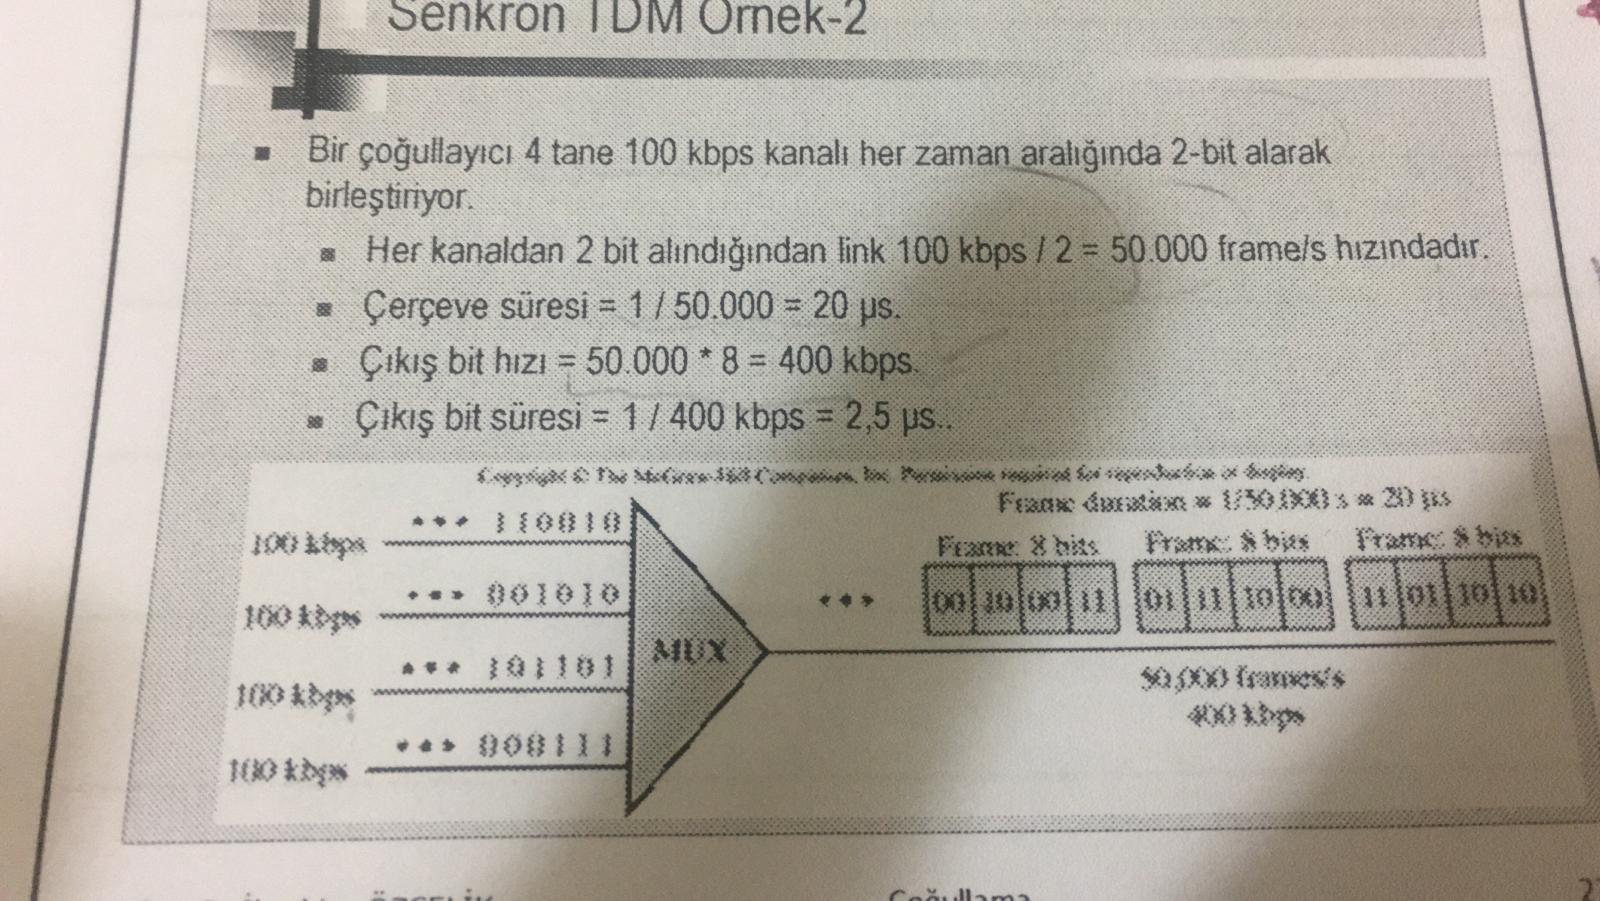 Senkron TDM Örnek-2
Bir çoğullayıcı 4 tane 100 kbps kanalı her zaman aralığında 2-bit alarak
birleştiriyor.
Her kanaldan 2 bit alındığından link 100 kbps / 2 = 50.000 frame/s hızındadır.
Çerçeve süresi = 1 / 50.000 = 20 µs.
Çıkış bit hızı = 50.000 * 8 = 400 kbps.
Çıkış bit süresi = 1 / 400 kbps = 2,5 µs..
Copyright © The McGraw-Hill Companies, Inc. Permission required for reproduction or display.
Frame duration = 1/50,000 s = 20 µs
100 kbps ••• 110010
100 kbps ••• 001010
100 kbps ••• 101101
100 kbps ••• 000111
MUX
•••
Frame: 8 bits Frame: 8 bits Frame: 8 bits
00 10 00 11 01 11 10 00 11 01 10 10
50,000 frames/s
400 kbps
ÖZÇELİK
Çoğullama